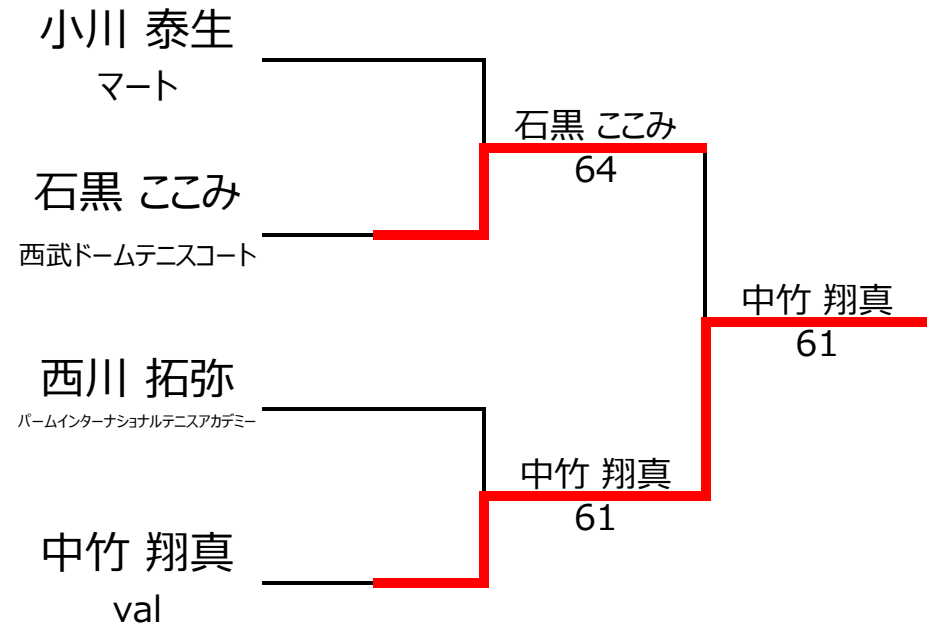 小川 泰生
マート
石黒 ここみ
64
石黒 ここみ
西武ドームテニスコート
中竹 翔真
61
西川 拓弥
パームインターナショナルテニスアカデミー
中竹 翔真
61
中竹 翔真
val